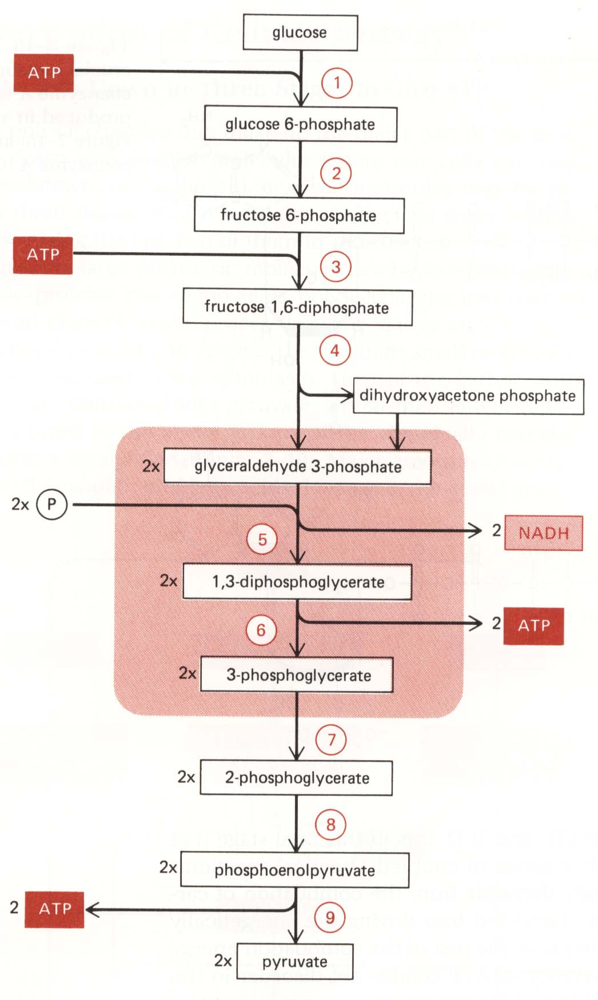 glucose
ATP
1
glucose 6-phosphate
2
fructose 6-phosphate
ATP
3
fructose 1,6-diphosphate
4
dihydroxyacetone phosphate
2x glyceraldehyde 3-phosphate
2x P
5
2 NADH
2x 1,3-diphosphoglycerate
6
2 ATP
2x 3-phosphoglycerate
7
2x 2-phosphoglycerate
8
2x phosphoenolpyruvate
2 ATP
9
2x pyruvate